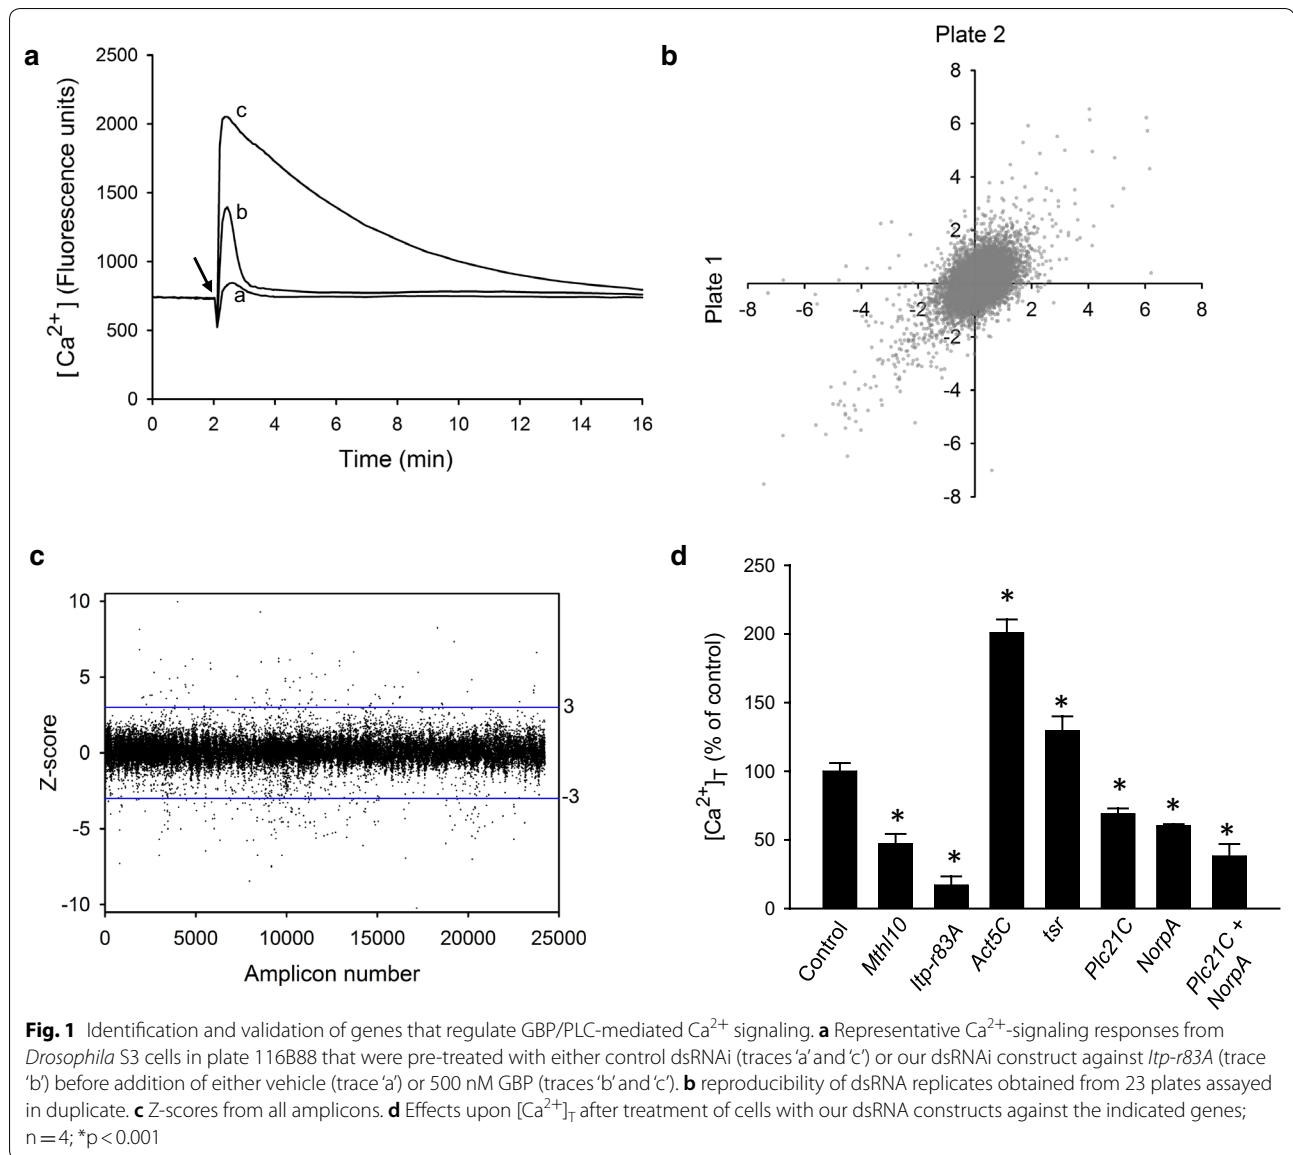 a
[Ca2+] (Fluorescence units)
2500
2000
1500
1000
500
0
c
b
a
0 2 4 6 8 10 12 14 16
Time (min)
b
Plate 2
Plate 1
8
6
4
2
-2
-4
-6
-8
-8 -6 -4 -2 2 4 6 8
c
Z-score
10
5
0
-5
-10
3
-3
0 5000 10000 15000 20000 25000
Amplicon number
d
[Ca2+]T (% of control)
250
200
150
100
50
0
* * * * * * *
Control Mthl10 Itp-r83A Act5C tsr Plc21C NorpA Plc21C +
NorpA
Fig. 1 Identification and validation of genes that regulate GBP/PLC-mediated Ca2+ signaling. a Representative Ca2+-signaling responses from
Drosophila S3 cells in plate 116B88 that were pre-treated with either control dsRNAi (traces 'a' and 'c') or our dsRNAi construct against Itp-r83A (trace
'b') before addition of either vehicle (trace 'a') or 500 nM GBP (traces 'b' and 'c'). b reproducibility of dsRNA replicates obtained from 23 plates assayed
in duplicate. c Z-scores from all amplicons. d Effects upon [Ca2+]T after treatment of cells with our dsRNA constructs against the indicated genes;
n = 4; *p < 0.001